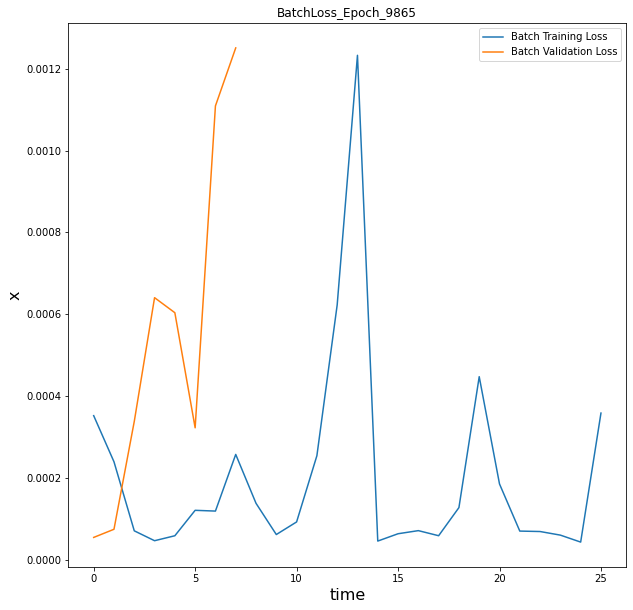 BatchLoss_Epoch_9865
Batch Training Loss
Batch Validation Loss
0.0012
0.0010
0.0008
0.0006
0.0004
0.0002
0.0000
x
0
5
10
15
20
25
time